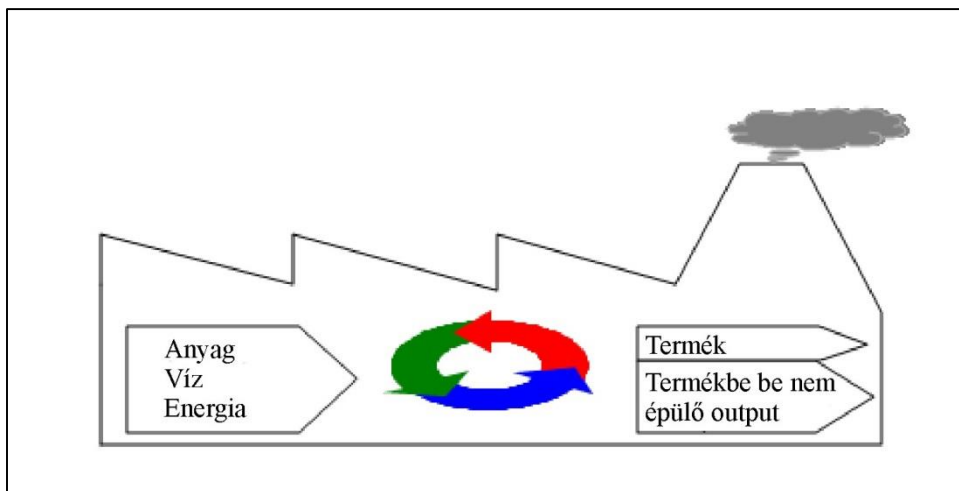 Anyag
Víz
Energia
Termék
Termékbe be nem
épülő output